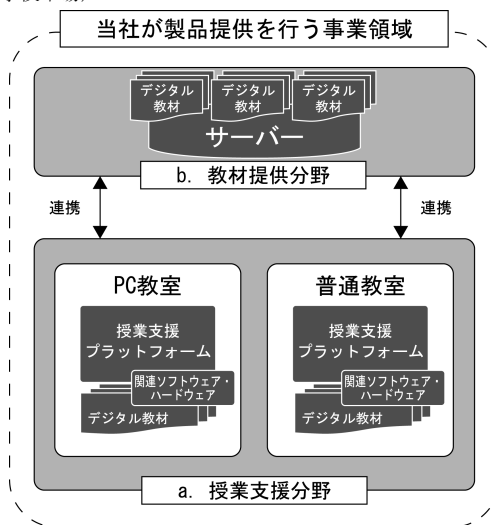 当社が製品提供を行う事業領域
デジタル
教材
デジタル
教材
デジタル
教材
サーバー
b. 教材提供分野
連携
連携
PC教室
授業支援
プラットフォーム
関連ソフトウェア・
ハードウェア
デジタル教材
普通教室
授業支援
プラットフォーム
関連ソフトウェア・
ハードウェア
デジタル教材
a. 授業支援分野